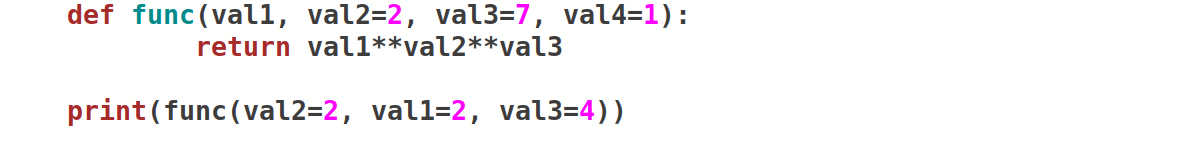 def func(val1, val2=2, val3=7, val4=1):
        return val1**val2**val3

print(func(val2=2, val1=2, val3=4))